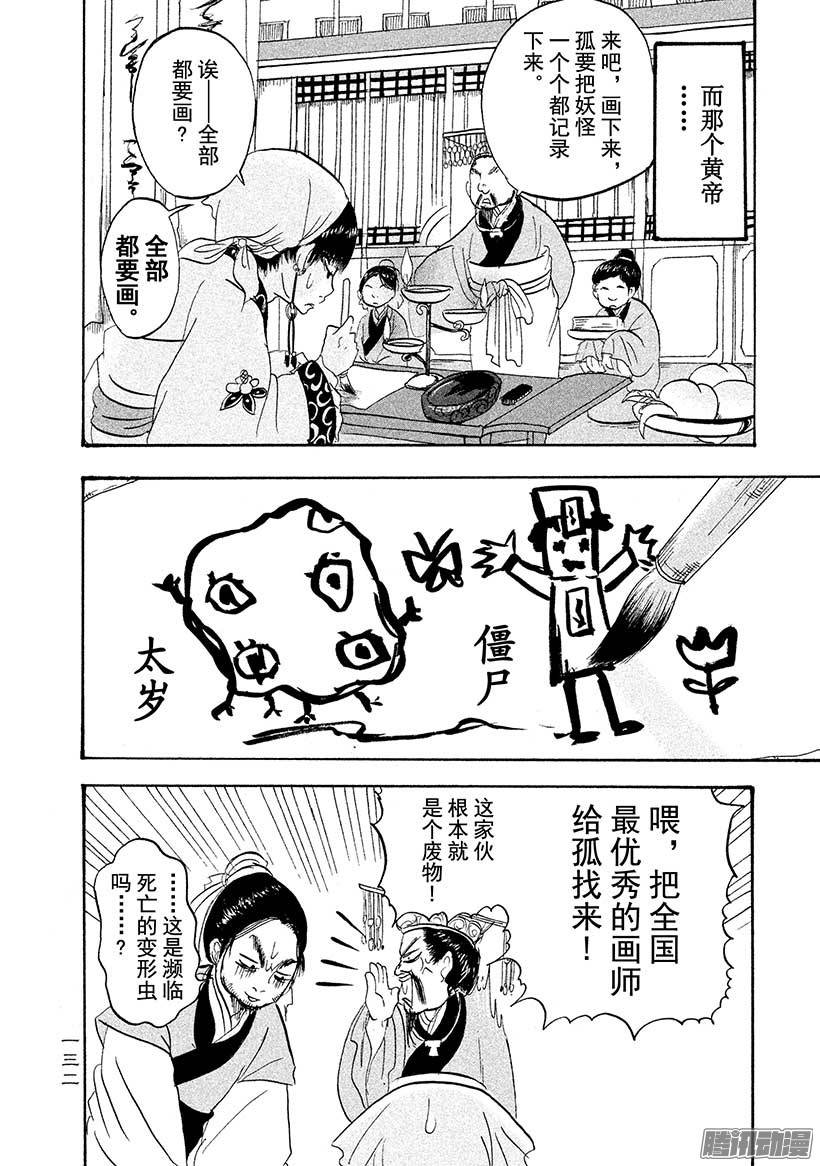 而那个黄帝
……
来吧，画下来，
孤要把妖怪
一个个都记录
下来。
诶——全部
都要画？
全部
都要画。
僵尸
太岁
喂，把全国
最优秀的画师
给孤找来！
这家伙
根本就
是个废物！
……这是濒临
死亡的变形虫
吗……？
一三二
腾讯动漫